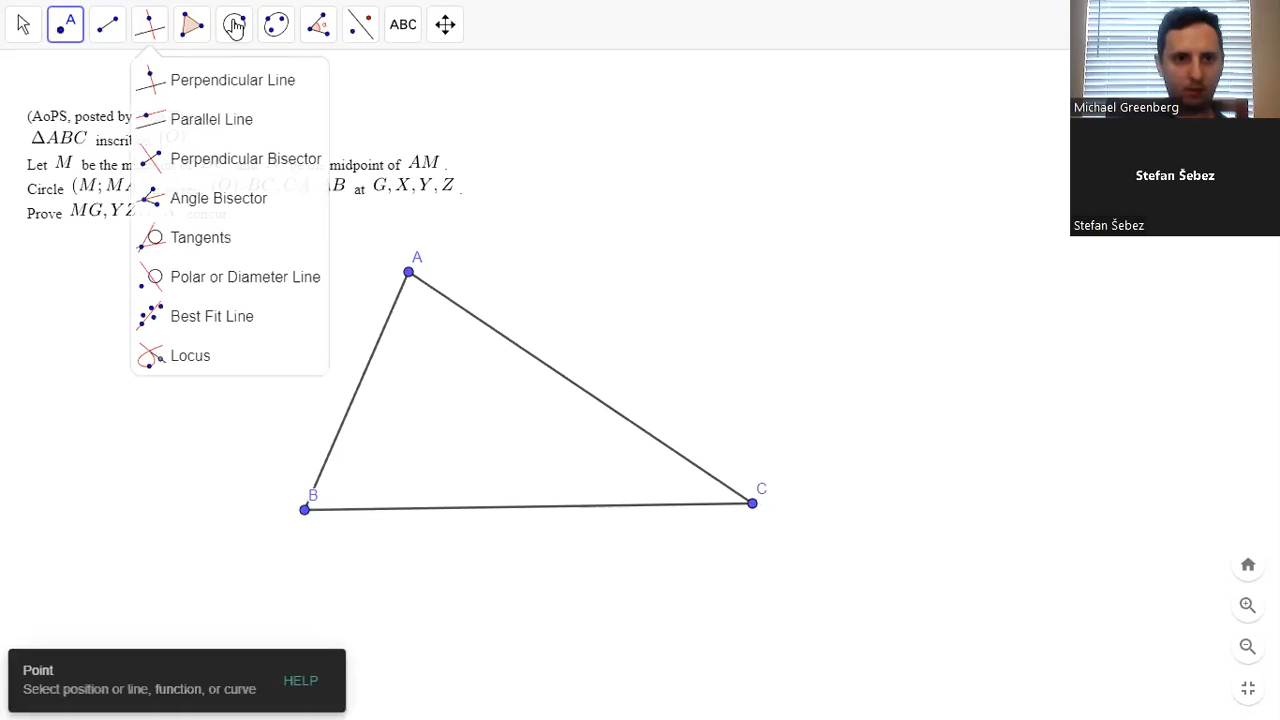 A
ABC
Perpendicular Line
Parallel Line
Perpendicular Bisector
Angle Bisector
Tangents
Polar or Diameter Line
Best Fit Line
Locus
(AoPS, posted by
ΔABC
Let M be the midpoint of AM .
Circle (M; MA AB at G, X, Y, Z .
Prove MG, YZ
A
B
C
Point
Select position or line, function, or curve
HELP
Michael Greenberg
Stefan Šebez
Stefan Šebez